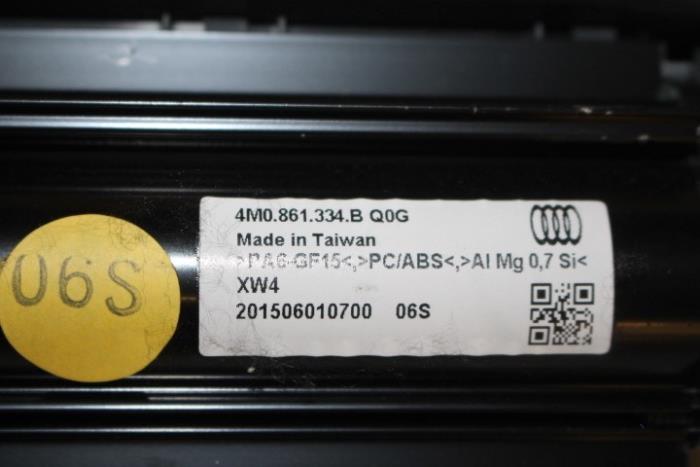 4M0.861.334.B Q0G
Made in Taiwan
>PA6-GF15<,>PC/ABS<,>Al Mg 0,7 Si<
XW4
201506010700 06S
06S